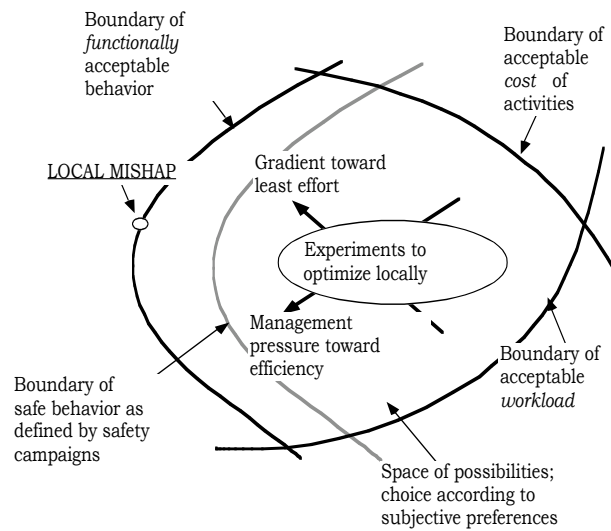 Boundary of
functionally
acceptable
behavior
Boundary of
acceptable
cost of
activities
LOCAL MISHAP
Gradient toward
least effort
Experiments to
optimize locally
Management
pressure toward
efficiency
Boundary of
safe behavior as
defined by safety
campaigns
Boundary of
acceptable
workload
Space of possibilities;
choice according to
subjective preferences